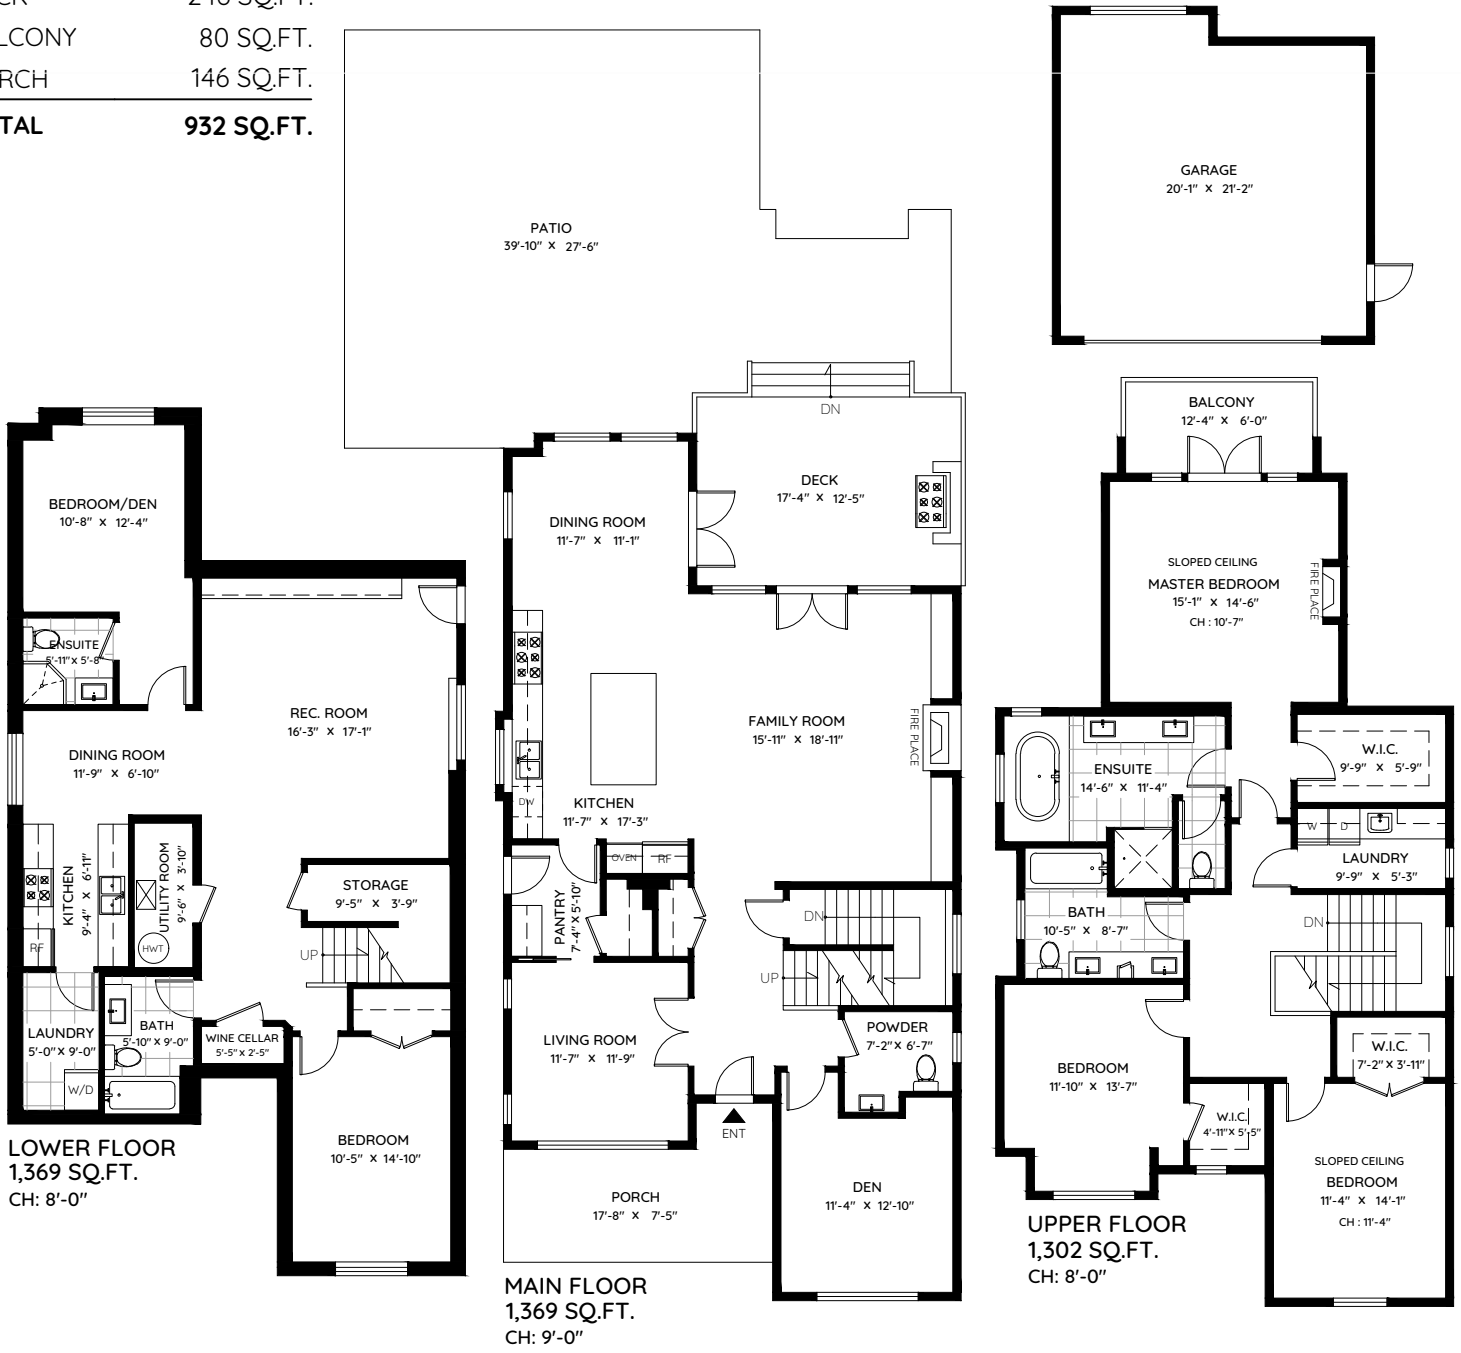 80 SQ.FT.
146 SQ.FT.
932 SQ.FT.
PATIO
39'-10" X 27'-6"
GARAGE
20'-1" X 21'-2"
DN
DECK
17'-4" X 12'-5"
DINING ROOM
11'-7" X 11'-1"
FAMILY ROOM
15'-11" X 18'-11"
FIRE PLACE
KITCHEN
11'-7" X 17'-3"
DW
OVEN
RF
PANTRY
7'-4" X 5'-10"
DN
UP
LIVING ROOM
11'-7" X 11'-9"
POWDER
7'-2" X 6'-7"
ENT
PORCH
17'-8" X 7'-5"
DEN
11'-4" X 12'-10"
MAIN FLOOR
1,369 SQ.FT.
CH: 9'-0"
BEDROOM/DEN
10'-8" X 12'-4"
ENSUITE
5'-11" X 5'-8"
REC. ROOM
16'-3" X 17'-1"
DINING ROOM
11'-9" X 6'-10"
KITCHEN
9'-4" X 6'-11"
RF
UTILITY ROOM
9'-6" X 3'-10"
HWT
STORAGE
9'-5" X 3'-9"
UP
LAUNDRY
5'-0" X 9'-0"
W/D
BATH
5'-10" X 9'-0"
WINE CELLAR
5'-5" X 2'-5"
BEDROOM
10'-5" X 14'-10"
LOWER FLOOR
1,369 SQ.FT.
CH: 8'-0"
BALCONY
12'-4" X 6'-0"
SLOPED CEILING
MASTER BEDROOM
15'-1" X 14'-6"
CH : 10'-7"
FIRE PLACE
ENSUITE
14'-6" X 11'-4"
W.I.C.
9'-9" X 5'-9"
W
D
LAUNDRY
9'-9" X 5'-3"
BATH
10'-5" X 8'-7"
DN
BEDROOM
11'-10" X 13'-7"
W.I.C.
7'-2" X 3'-11"
W.I.C.
4'-11" X 5'-5"
SLOPED CEILING
BEDROOM
11'-4" X 14'-1"
CH : 11'-4"
UPPER FLOOR
1,302 SQ.FT.
CH: 8'-0"